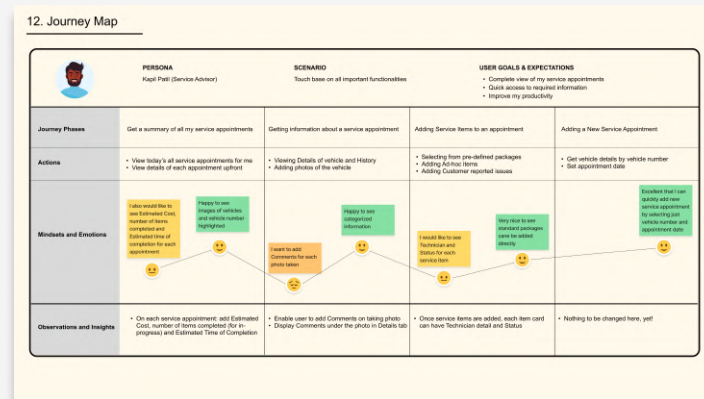 12. Journey Map
PERSONA
Kapil Patil (Service Advisor)
SCENARIO
Touch base on all important functionalities
USER GOALS & EXPECTATIONS
• Complete view of my service appointments
• Quick access to required information
• Improve my productivity
Journey Phases
Get a summary of all my service appointments
Getting information about a service appointment
Adding Service Items to an appointment
Adding a New Service Appointment
Actions
• View today's all service appointments for me
• View details of each appointment upfront
• Viewing Details of vehicle and History
• Adding photos of the vehicle
• Selecting from pre-defined packages
• Adding Ad-hoc items
• Adding Customer reported issues
• Get vehicle details by vehicle number
• Set appointment date
Mindsets and Emotions
I also would like to
see Estimated Cost,
number of items
completed and
Estimated time of
completion for each
appointment
Happy to see
images of vehicles
and vehicle number
highlighted
I want to add
Comments for each
photo taken
Happy to see
categorized
information
I would like to see
Technician and
Status for each
service item
Very nice to see
standard packages
cane be added
directly
Excellent that I can
quickly add new
service appointment
by selecting just
vehicle number and
appointment date
Observations and Insights
• On each service appointment: add Estimated
Cost, number of items completed (for in-
progress) and Estimated Time of Completion
• Enable user to add Comments on taking photo
• Display Comments under the photo in Details tab
• Once service items are added, each item card
can have Technician detail and Status
• Nothing to be changed here, yet!